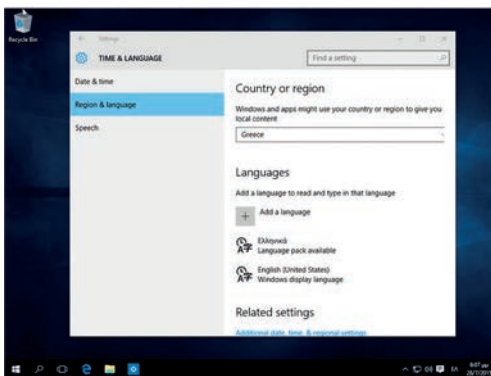 Recycle Bin
Settings
TIME & LANGUAGE
Find a setting
Date & time
Region & language
Speech
Country or region
Windows and apps might use your country or region to give you
local content
Greece
Languages
Add a language to read and type in that language
+ Add a language
Ελληνικά
Language pack available
English (United States)
Windows display language
Related settings
Additional date, time, & regional settings